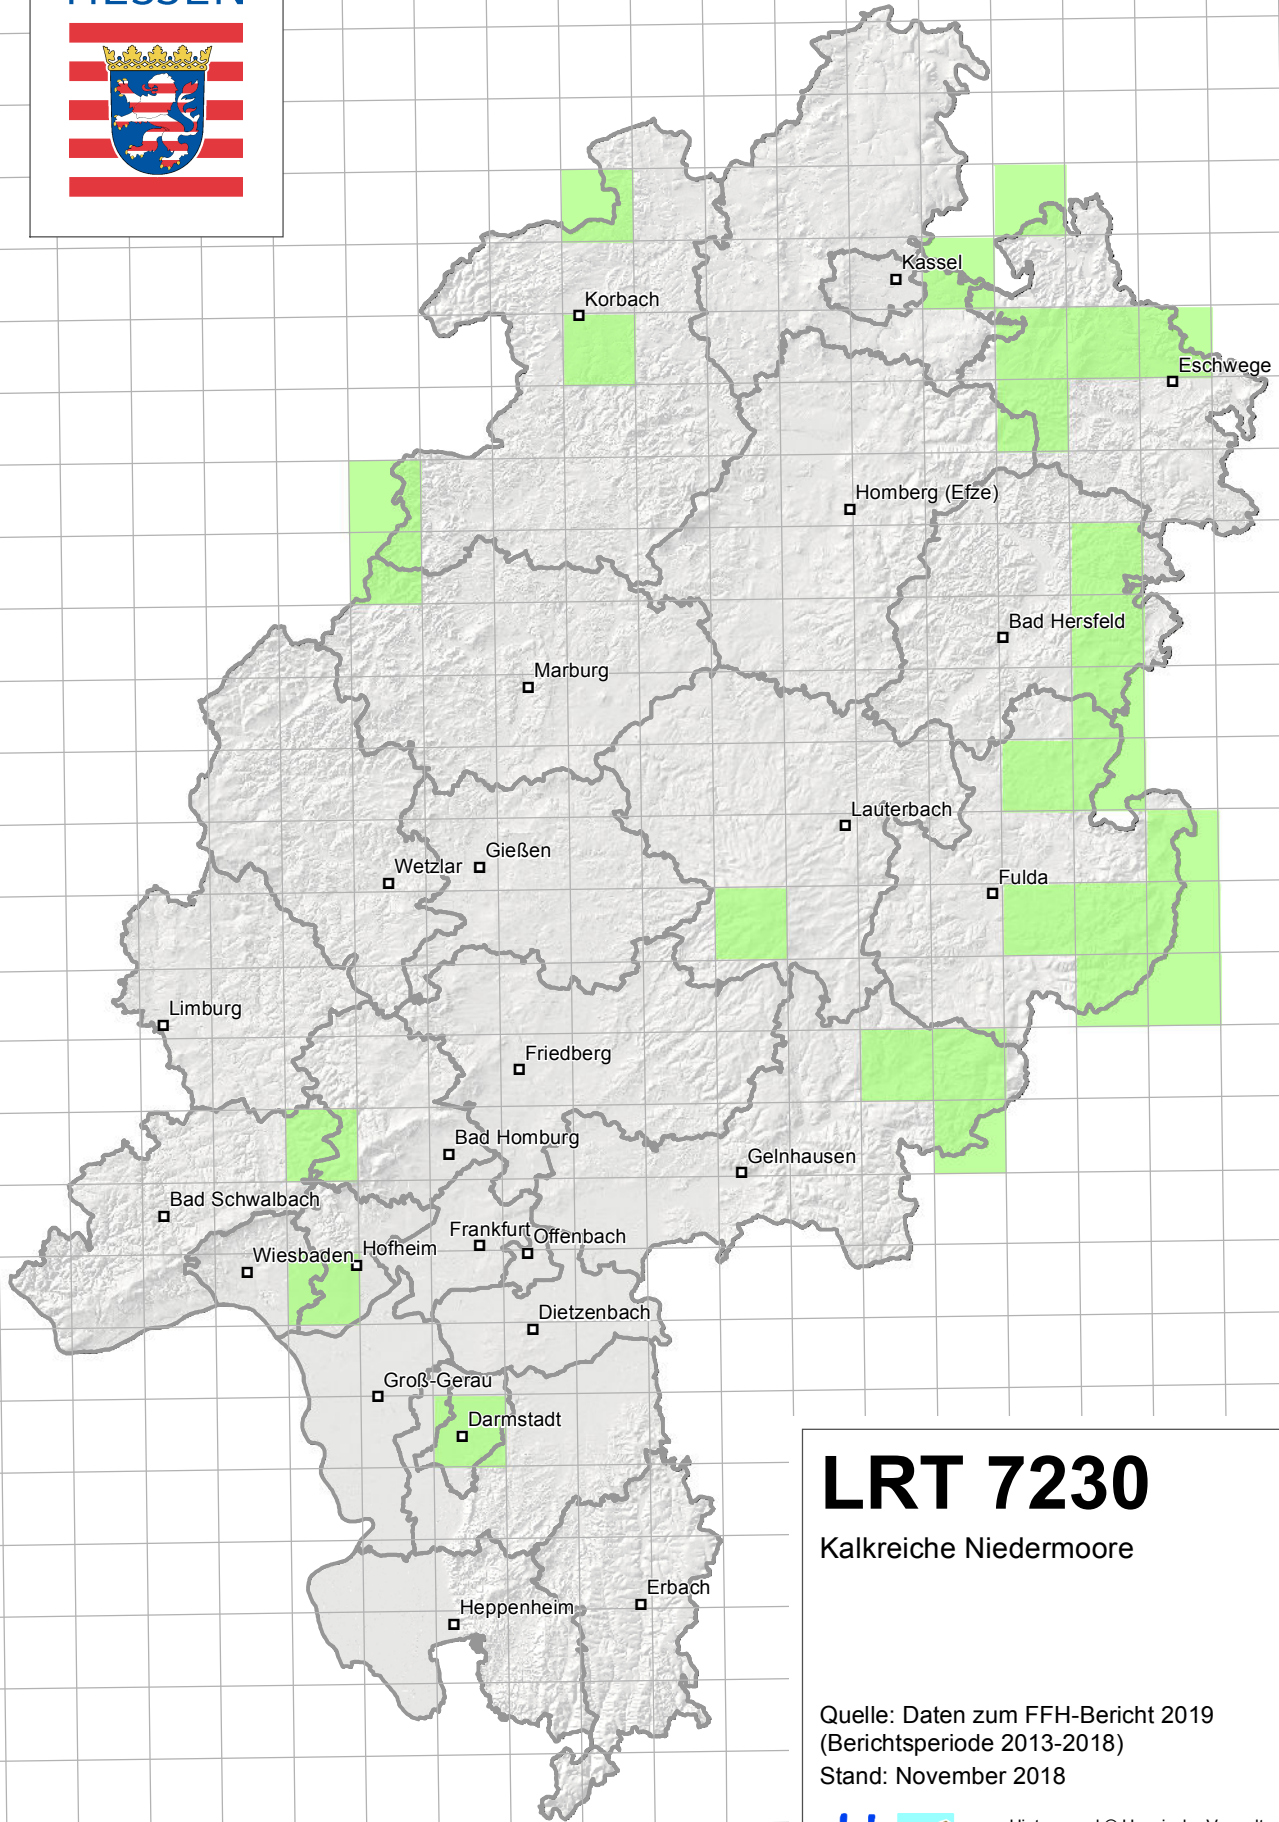 HESSEN
Kassel
Korbach
Eschwege
Homberg (Efze)
Bad Hersfeld
Marburg
Lauterbach
Gießen
Wetzlar
Fulda
Limburg
Friedberg
Bad Homburg
Gelnhausen
Bad Schwalbach
Frankfurt
Offenbach
Hofheim
Wiesbaden
Dietzenbach
Groß-Gerau
Darmstadt
Erbach
Heppenheim
LRT 7230
Kalkreiche Niedermoore
Quelle: Daten zum FFH-Bericht 2019
(Berichtsperiode 2013-2018)
Stand: November 2018